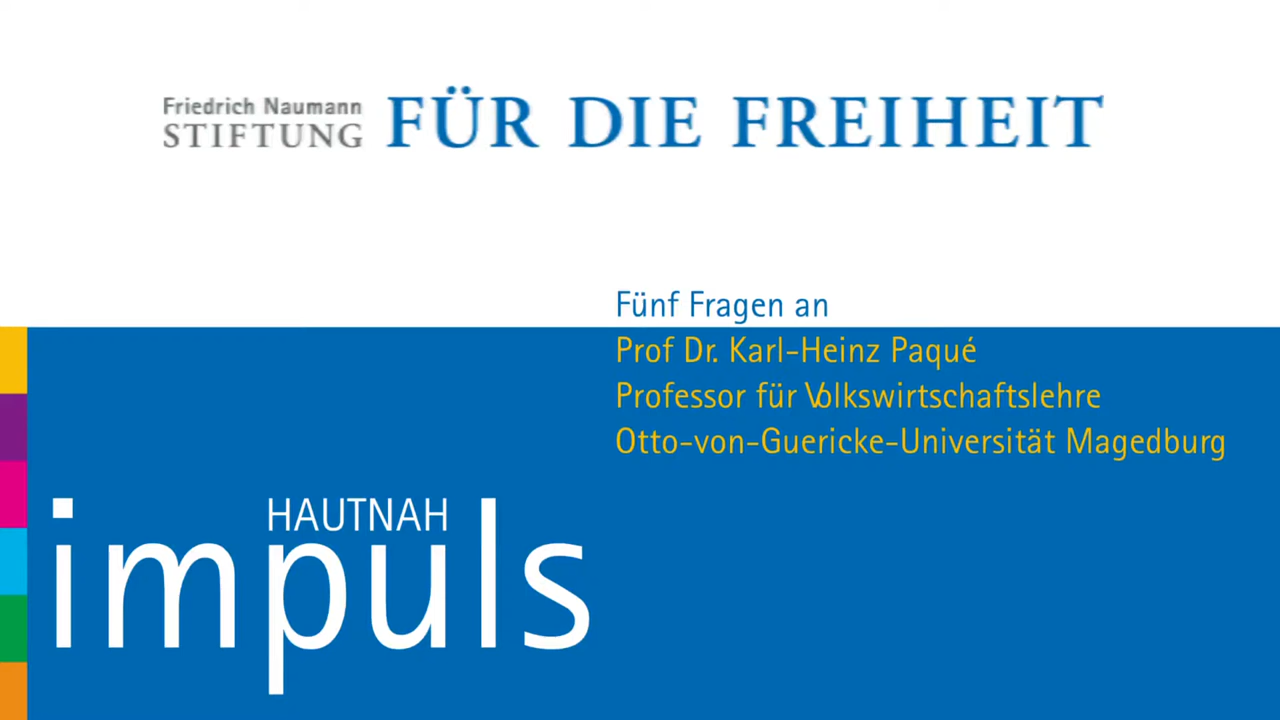 Friedrich Naumann
STIFTUNG FÜR DIE FREIHEIT
Fünf Fragen an
Prof Dr. Karl-Heinz Paqué
Professor für Volkswirtschaftslehre
Otto-von-Guericke-Universität Magedburg
HAUTNAH
impuls